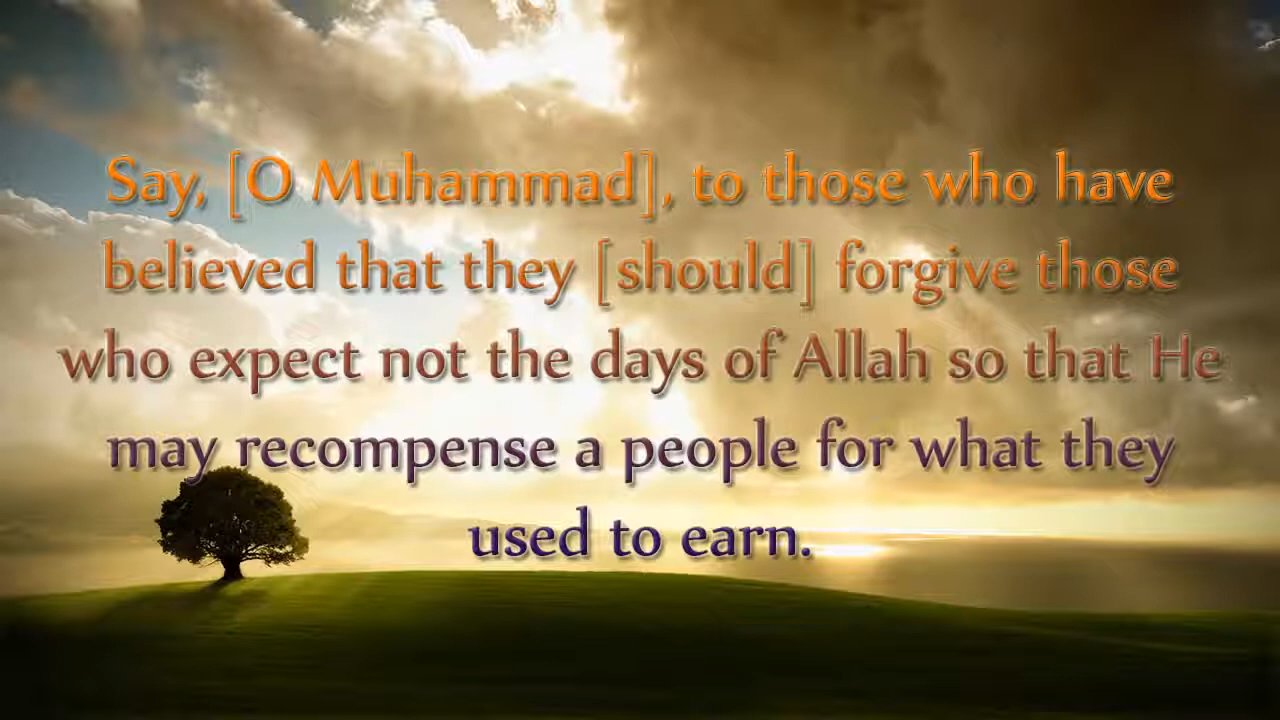 Say, [O Muhammad], to those who have
believed that they [should] forgive those
who expect not the days of Allah so that He
may recompense a people for what they
used to earn.